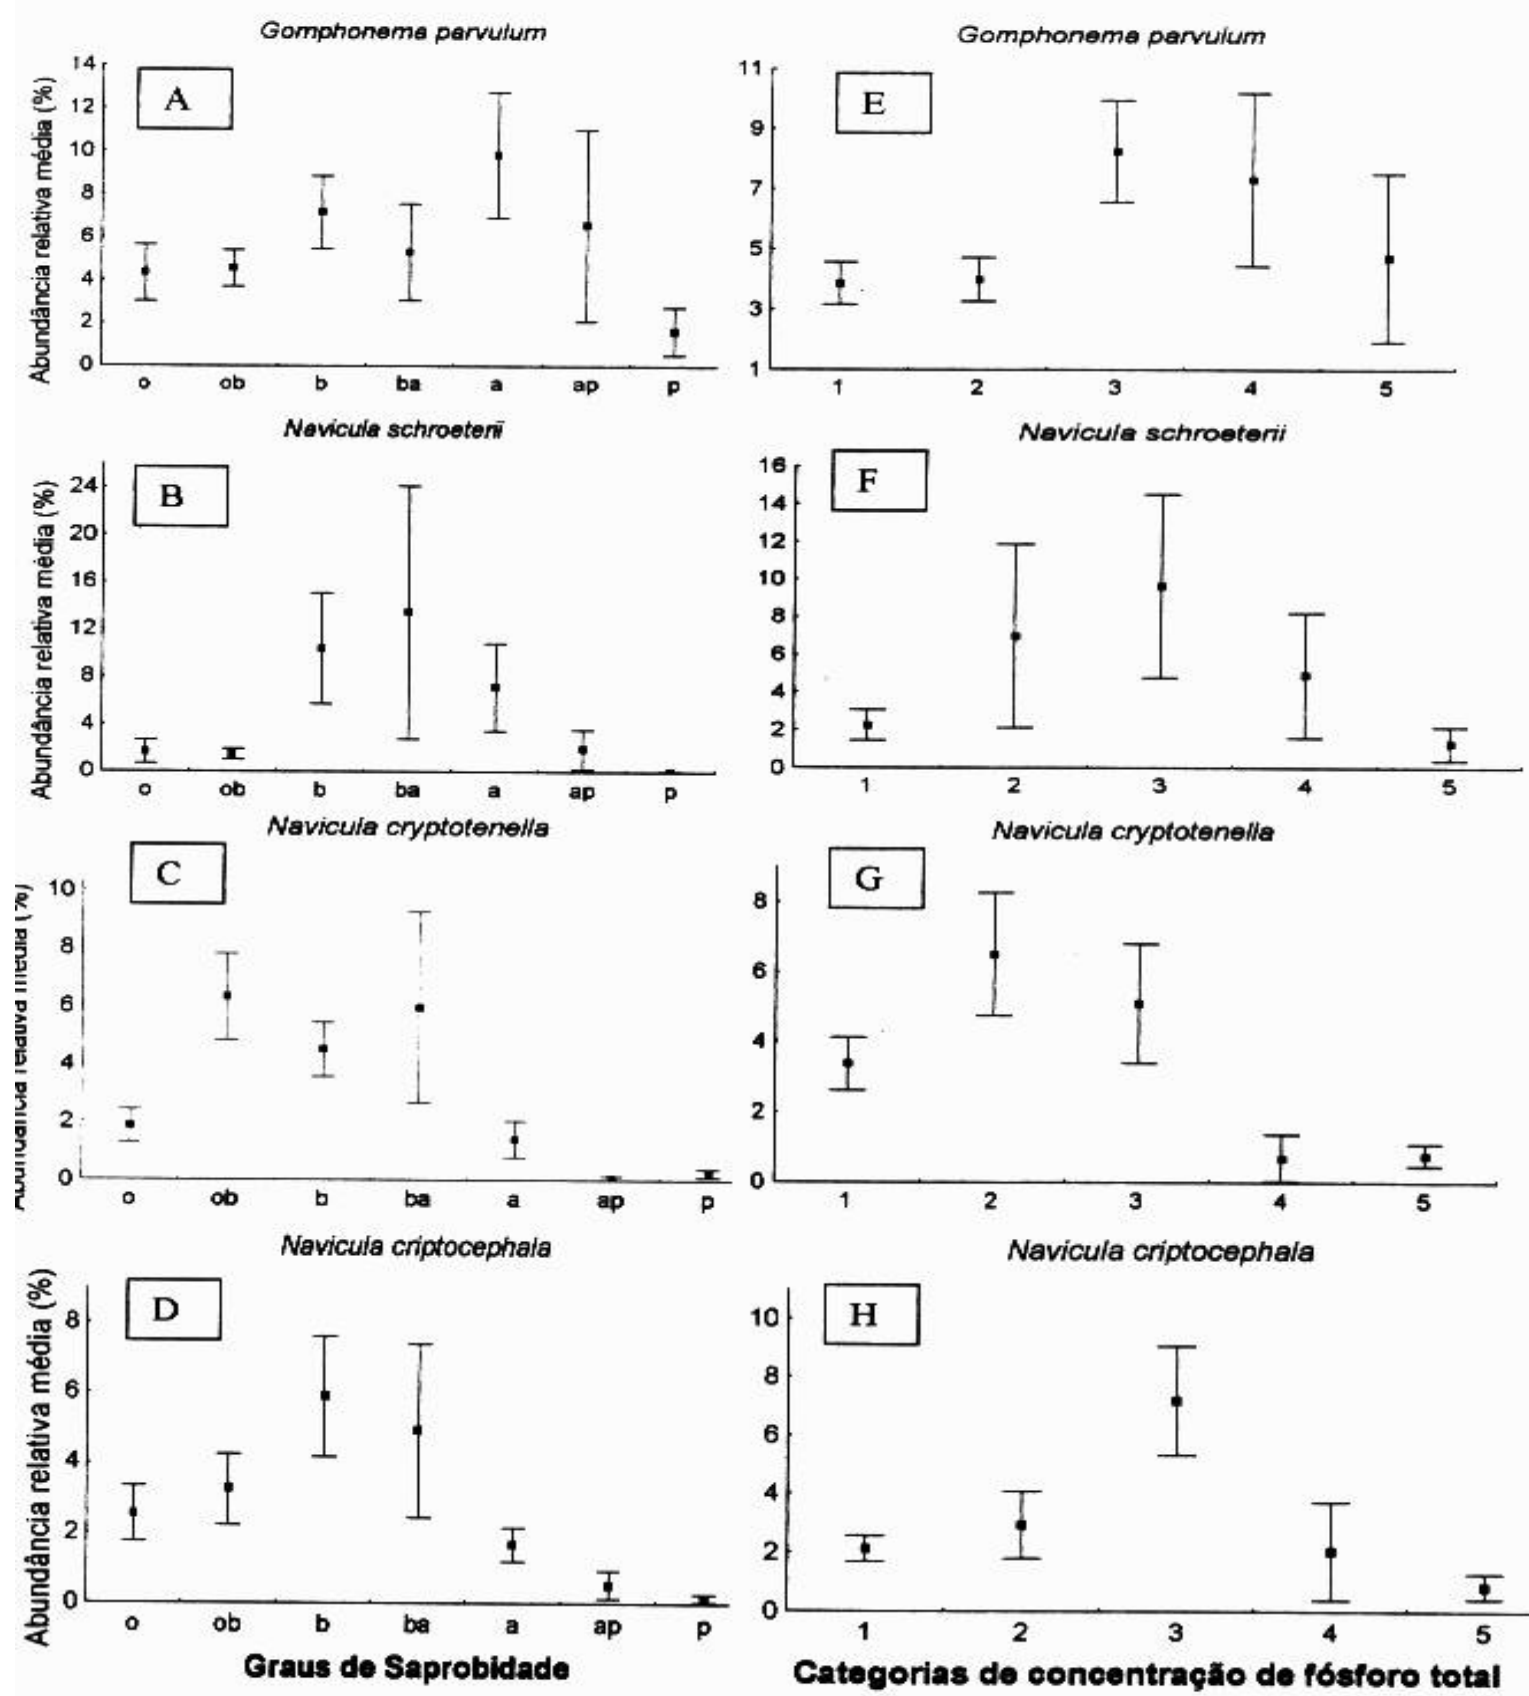 Gomphonema parvulum
Abundância relativa média (%)
14
12
10
8
6
4
2
0
A
o ob b ba a ap p
Gomphonema parvulum
11
9
7
5
3
1
E
1 2 3 4 5
Navicula schroeterii
Abundância relativa média (%)
24
20
16
12
8
4
0
B
o ob b ba a ap p
Navicula schroeterii
16
14
12
10
8
6
4
2
0
F
1 2 3 4 5
Navicula cryptotenella
Abundância relativa média (%)
10
8
6
4
2
0
C
o ob b ba a ap p
Navicula cryptotenella
8
6
4
2
0
G
1 2 3 4 5
Navicula criptocephala
Abundância relativa média (%)
8
6
4
2
0
D
o ob b ba a ap p
Graus de Saprobidade
Navicula criptocephala
10
8
6
4
2
0
H
1 2 3 4 5
Categorias de concentração de fósforo total